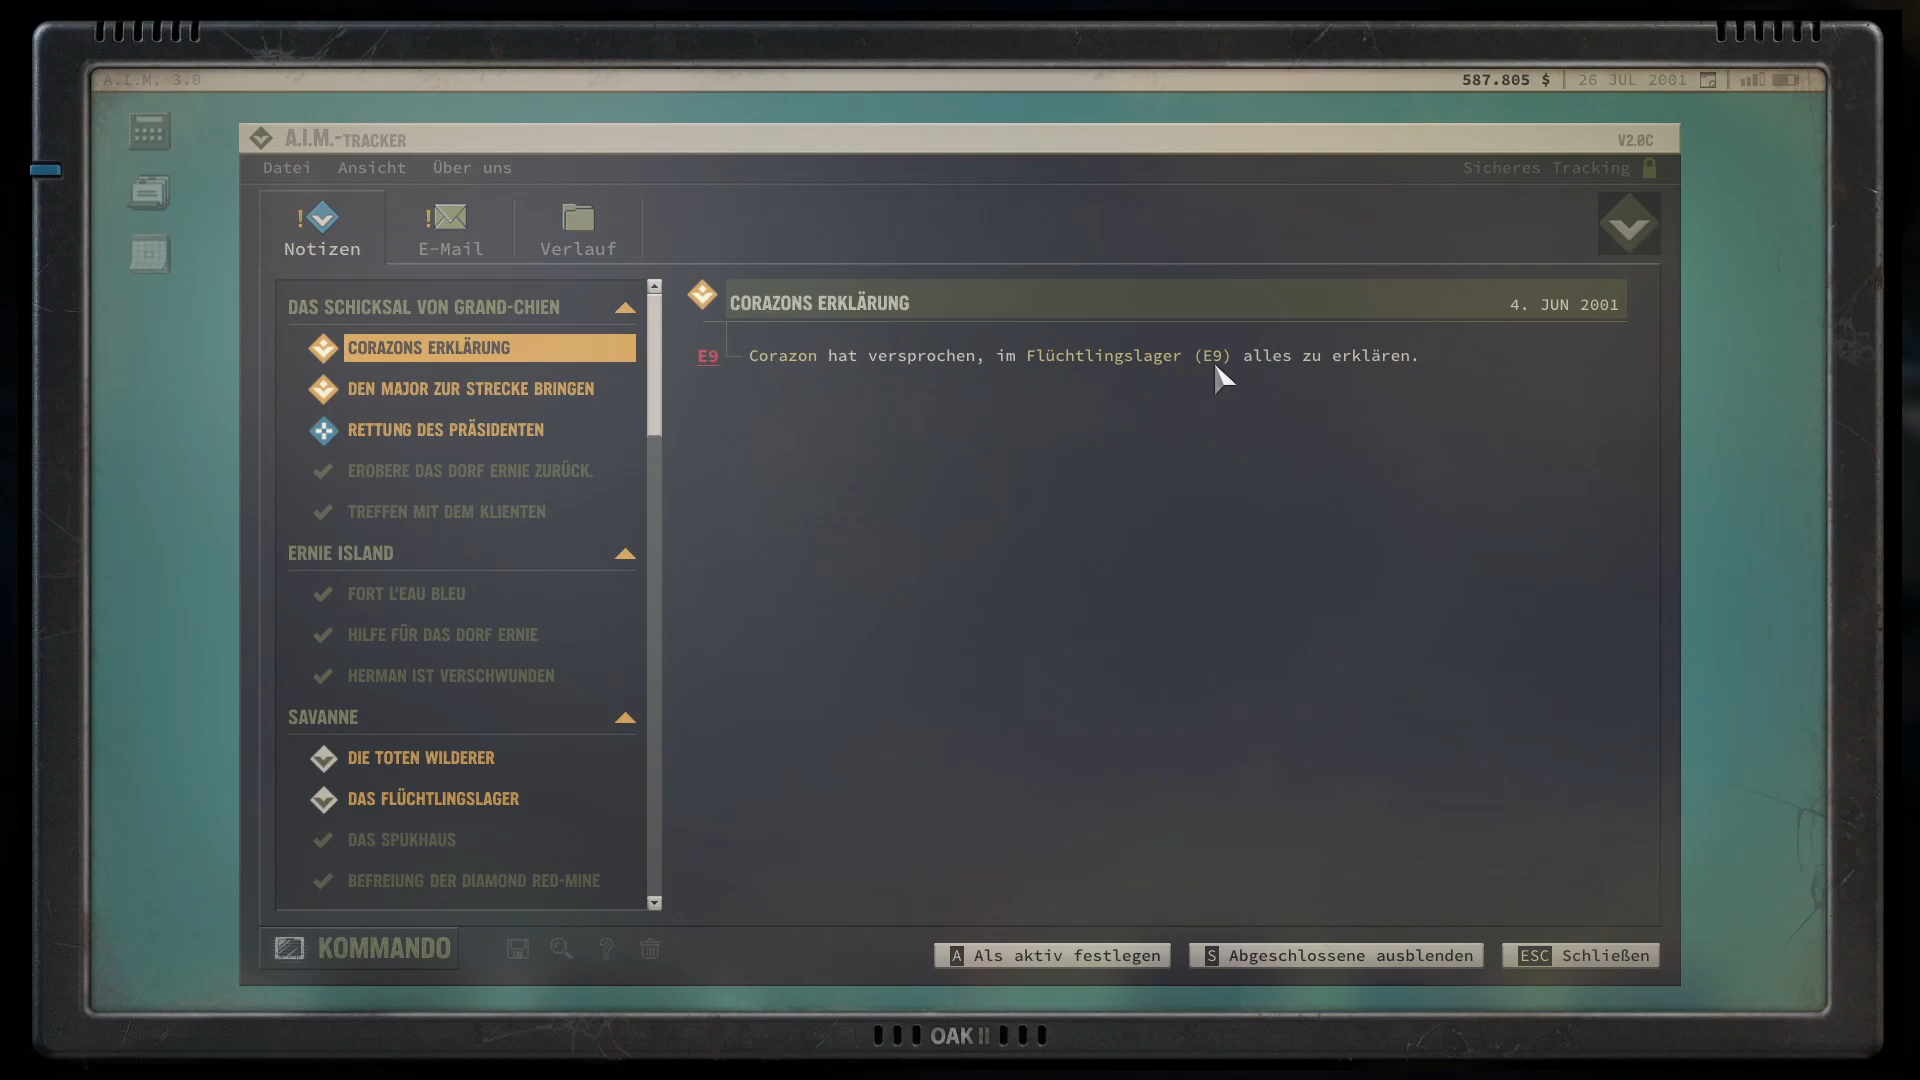 A.I.M. 3.0
587.805 $
26 JUL 2001
A.I.M.-TRACKER
V2.0C
Datei
Ansicht
Über uns
Sicheres Tracking
Notizen
E-Mail
Verlauf
DAS SCHICKSAL VON GRAND-CHIEN
CORAZONS ERKLÄRUNG
DEN MAJOR ZUR STRECKE BRINGEN
RETTUNG DES PRÄSIDENTEN
EROBERE DAS DORF ERNIE ZURÜCK.
TREFFEN MIT DEM KLIENTEN
ERNIE ISLAND
FORT L'EAU BLEU
HILFE FÜR DAS DORF ERNIE
HERMAN IST VERSCHWUNDEN
SAVANNE
DIE TOTEN WILDERER
DAS FLÜCHTLINGSLAGER
DAS SPUKHAUS
BEFREIUNG DER DIAMOND RED-MINE
CORAZONS ERKLÄRUNG
4. JUN 2001
E9 Corazon hat versprochen, im Flüchtlingslager (E9) alles zu erklären.
KOMMANDO
A Als aktiv festlegen
S Abgeschlossene ausblenden
ESC Schließen
OAK II